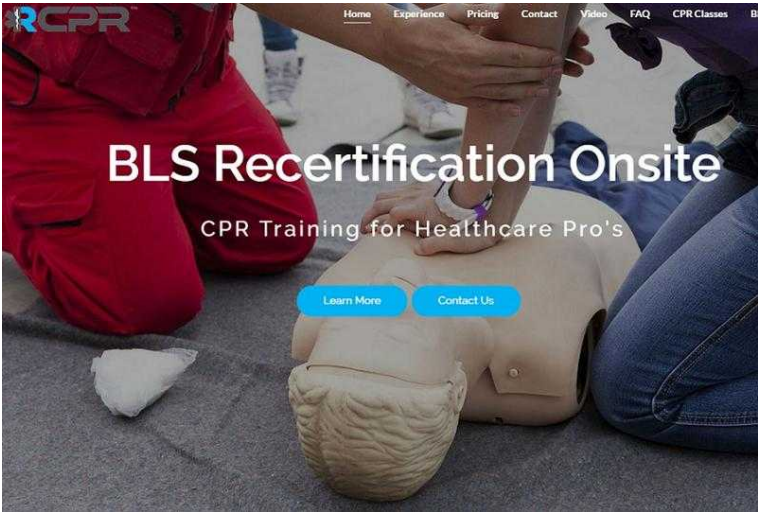 RCPR
Home Experience Pricing Contact Video FAQ CPR Classes
BLS Recertification Onsite
CPR Training for Healthcare Pro's
Learn More Contact Us